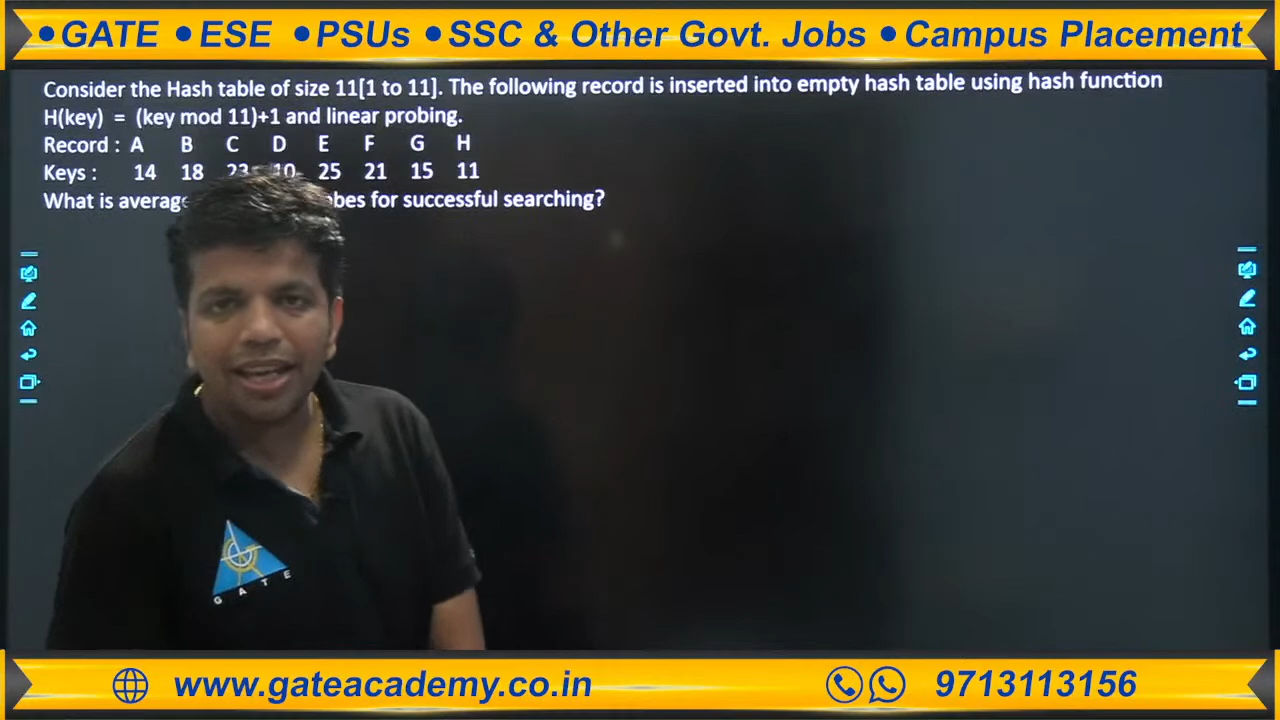 •GATE •ESE •PSUs •SSC & Other Govt. Jobs •Campus Placement
Consider the Hash table of size 11[1 to 11]. The following record is inserted into empty hash table using hash function
H(key) = (key mod 11)+1 and linear probing.
Record : A B C D E F G H
Keys : 14 18 23 10 25 21 15 11
What is average for successful searching?
GATE
www.gateacademy.co.in 9713113156